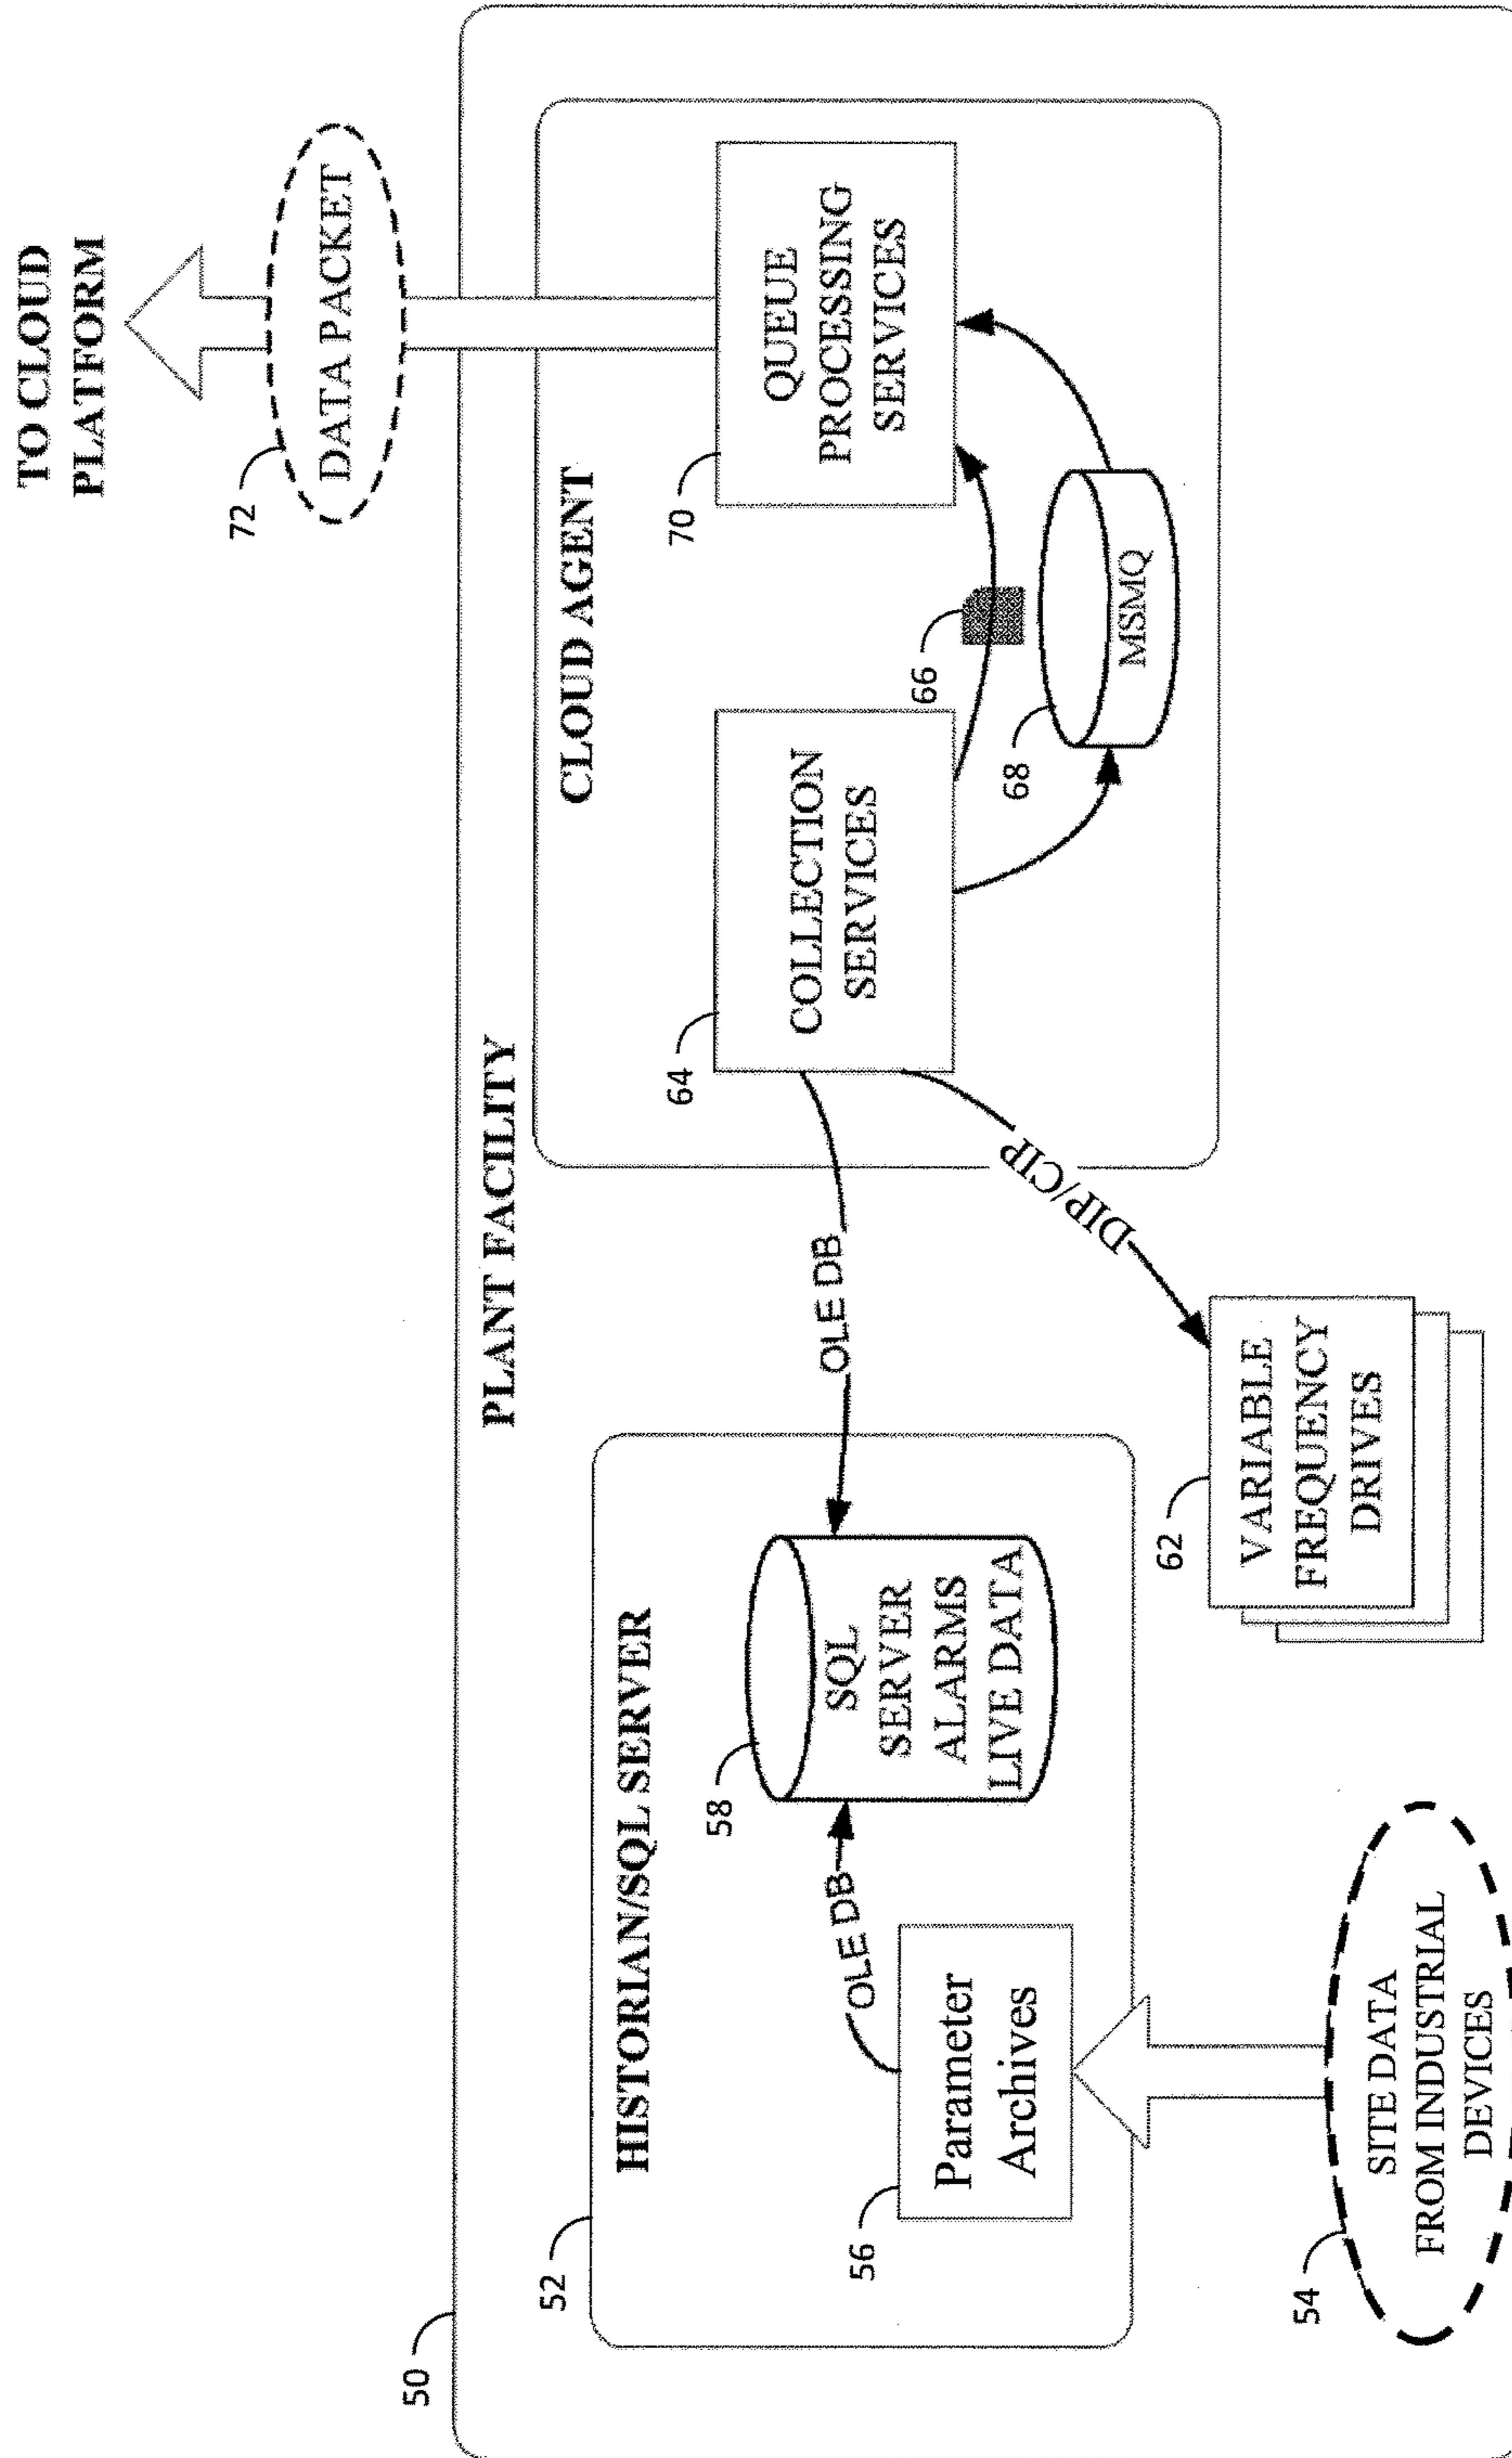 TO CLOUD
PLATFORM
72
DATA PACKET
50
PLANT FACILITY
52
HISTORIAN/SQL SERVER
CLOUD AGENT
58
SQL
SERVER
ALARMS
LIVE DATA
OLE DB
56
Parameter
Archives
OLE DB
64
COLLECTION
SERVICES
70
QUEUE
PROCESSING
SERVICES
66
68
MSMQ
DIP/CIP
62
VARIABLE
FREQUENCY
DRIVES
54
SITE DATA
FROM INDUSTRIAL
DEVICES